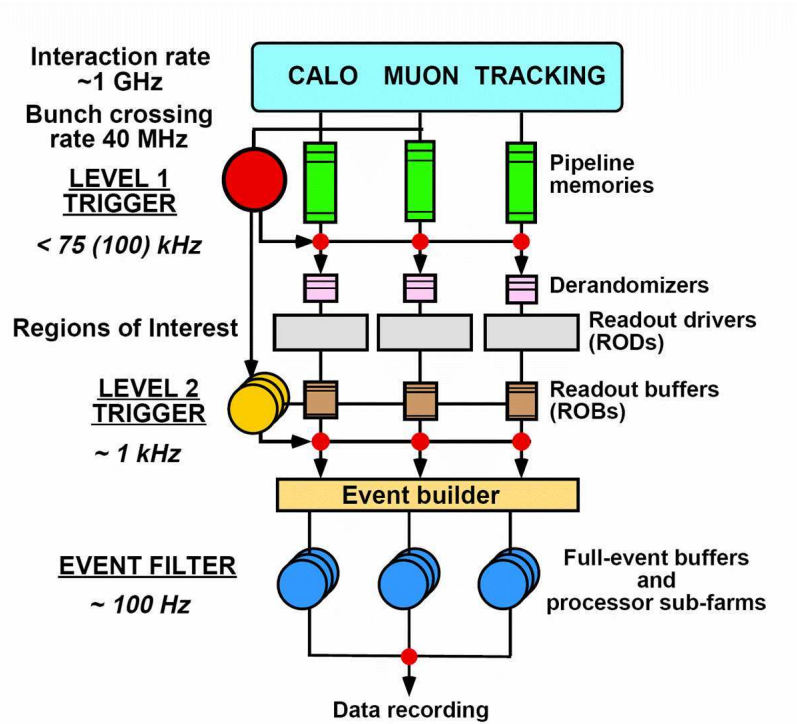 Interaction rate
~1 GHz
CALO MUON TRACKING
Bunch crossing
rate 40 MHz
LEVEL 1
TRIGGER
Pipeline
memories
< 75 (100) kHz
Derandomizers
Regions of Interest
Readout drivers
(RODs)
LEVEL 2
TRIGGER
Readout buffers
(ROBs)
~ 1 kHz
Event builder
EVENT FILTER
~ 100 Hz
Full-event buffers
and
processor sub-farms
Data recording